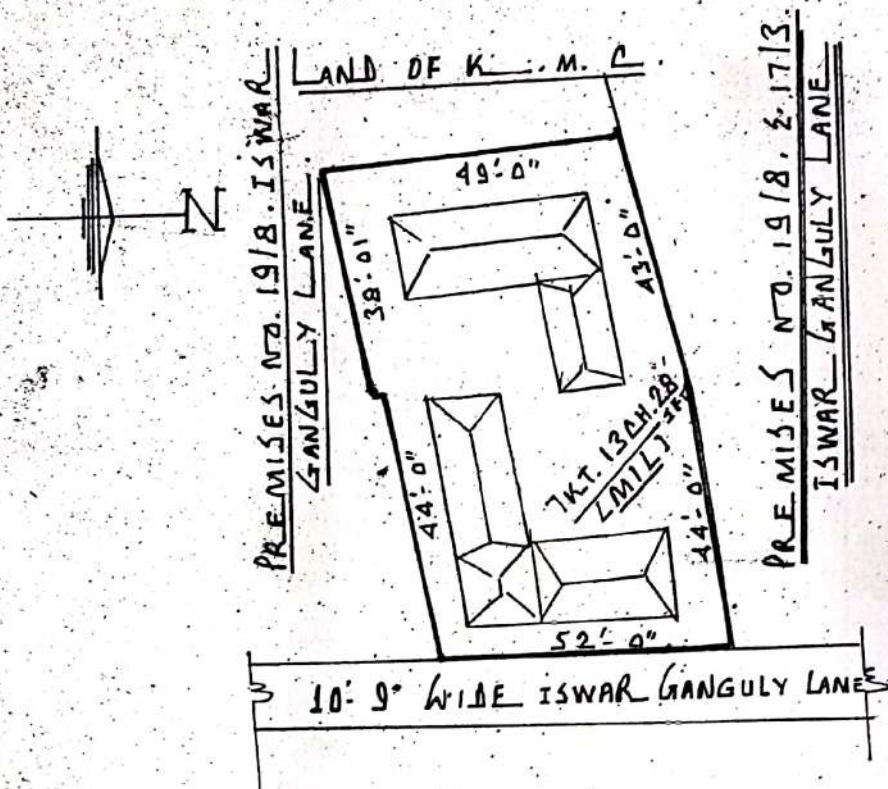 LAND OF K. M. C.
PREMISES NO. 19/8. ISWAR
GANGULY LANE.
N
49'-0"
38'-01"
43'-0"
PREMISES NO. 19/8. & 17/3.
ISWAR GANGULY LANE
7KT. 13CH. 28 SFT
44'-0"
44'-0"
52'-0"
10'-9" WIDE ISWAR GANGULY LANE